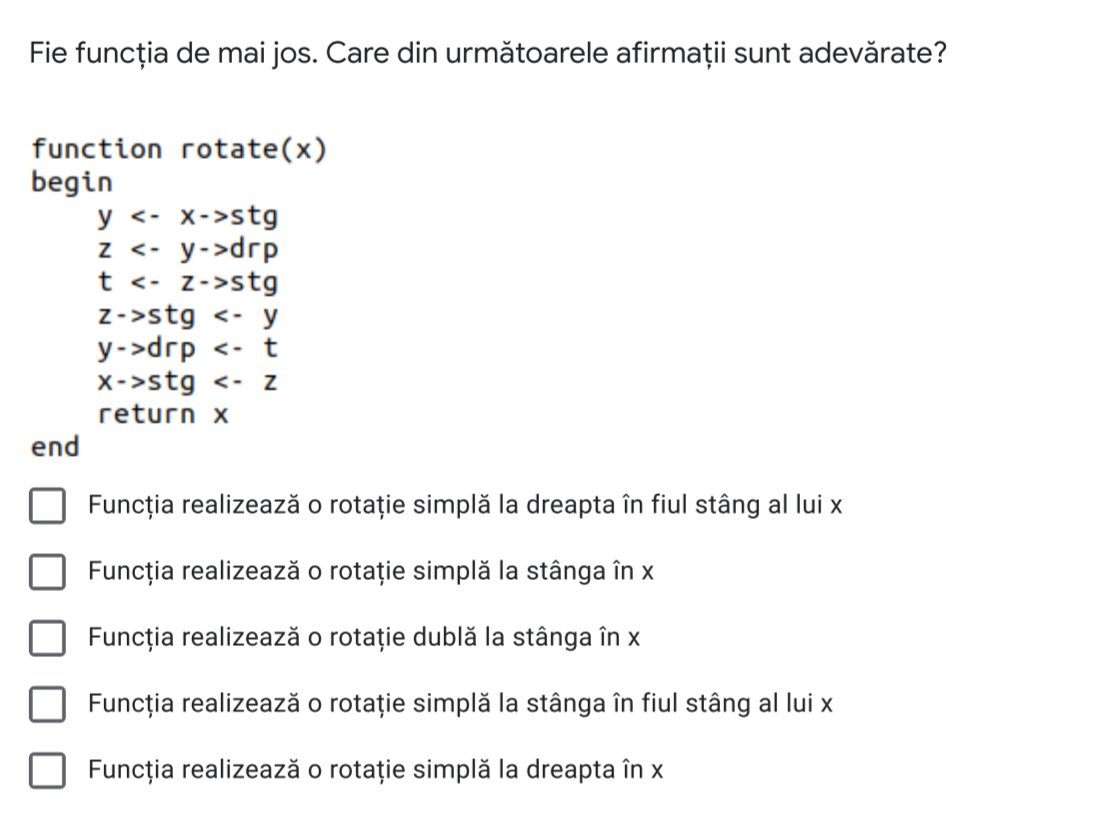 Fie funcția de mai jos. Care din următoarele afirmații sunt adevărate?
function rotate(x)
begin
    y <- x->stg
    z <- y->drp
    t <- z->stg
    z->stg <- y
    y->drp <- t
    x->stg <- z
    return x
end
Funcția realizează o rotație simplă la dreapta în fiul stâng al lui x
Funcția realizează o rotație simplă la stânga în x
Funcția realizează o rotație dublă la stânga în x
Funcția realizează o rotație simplă la stânga în fiul stâng al lui x
Funcția realizează o rotație simplă la dreapta în x